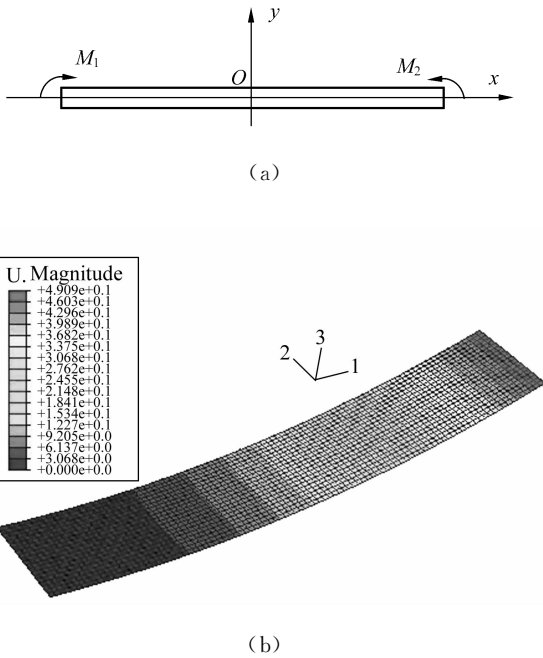 y
M₁
O
M₂
x
（a）
U. Magnitude
+4.909e+0.1
+4.603e+0.1
+4.296e+0.1
+3.989e+0.1
+3.682e+0.1
+3.375e+0.1
+3.068e+0.1
+2.762e+0.1
+2.455e+0.1
+2.148e+0.1
+1.841e+0.1
+1.534e+0.1
+1.227e+0.1
+9.205e+0.0
+6.137e+0.0
+3.068e+0.0
+0.000e+0.0
3
2
1
（b）